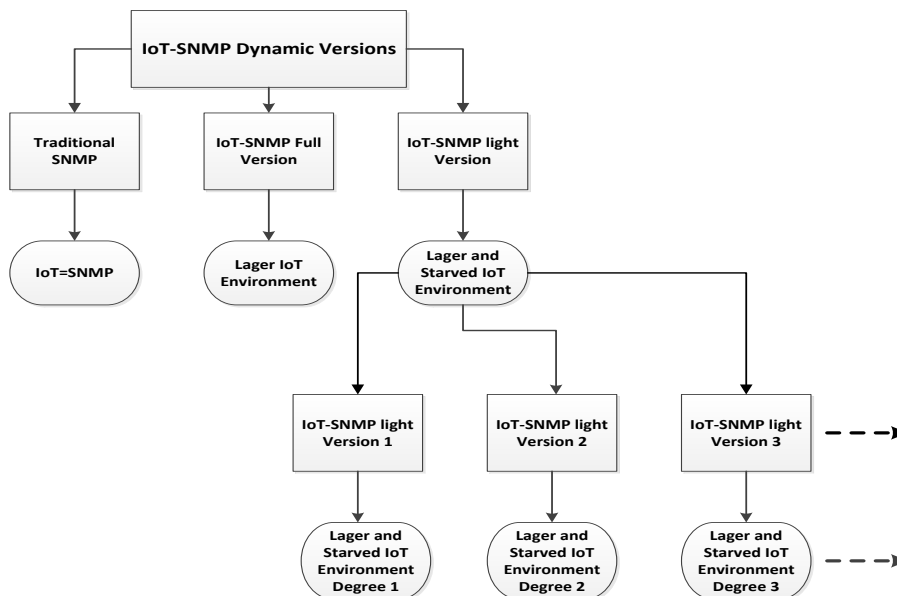 IoT-SNMP Dynamic Versions
Traditional
SNMP
IoT-SNMP Full
Version
IoT-SNMP light
Version
IoT=SNMP
Lager IoT
Environment
Lager and
Starved IoT
Environment
IoT-SNMP light
Version 1
IoT-SNMP light
Version 2
IoT-SNMP light
Version 3
Lager and
Starved IoT
Environment
Degree 1
Lager and
Starved IoT
Environment
Degree 2
Lager and
Starved IoT
Environment
Degree 3